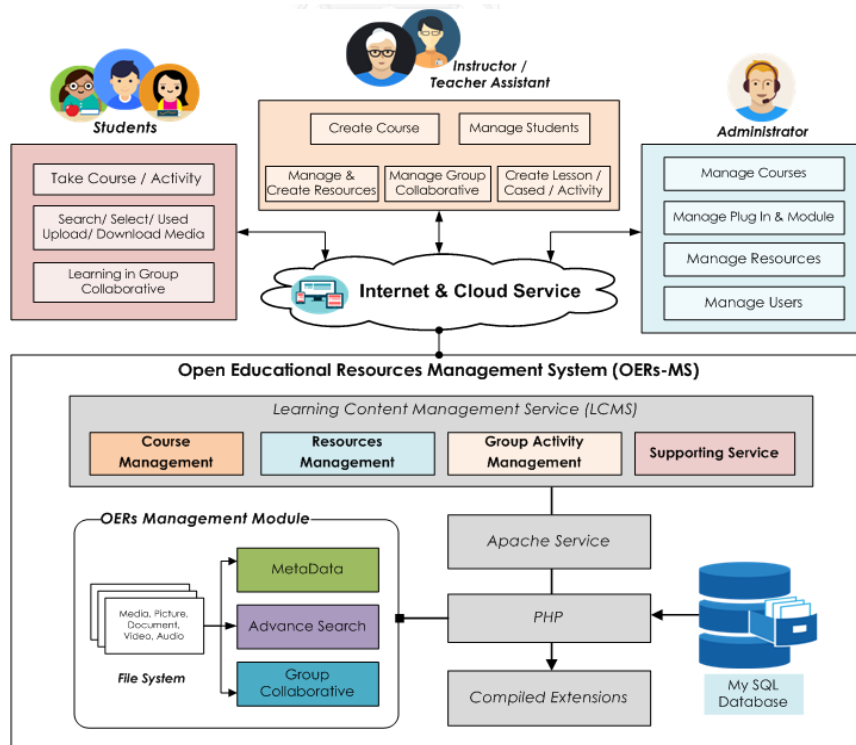 Students
Instructor /
Teacher Assistant
Administrator
Take Course / Activity
Search/ Select/ Used
Upload/ Download Media
Learning in Group
Collaborative
Create Course
Manage Students
Manage &
Create Resources
Manage Group
Collaborative
Create Lesson /
Cased / Activity
Manage Courses
Manage Plug In & Module
Manage Resources
Manage Users
Internet & Cloud Service
Open Educational Resources Management System (OERs-MS)
Learning Content Management Service (LCMS)
Course
Management
Resources
Management
Group Activity
Management
Supporting Service
OERs Management Module
Media, Picture,
Document,
Video, Audio
File System
MetaData
Advance Search
Group
Collaborative
Apache Service
PHP
Compiled Extensions
My SQL
Database